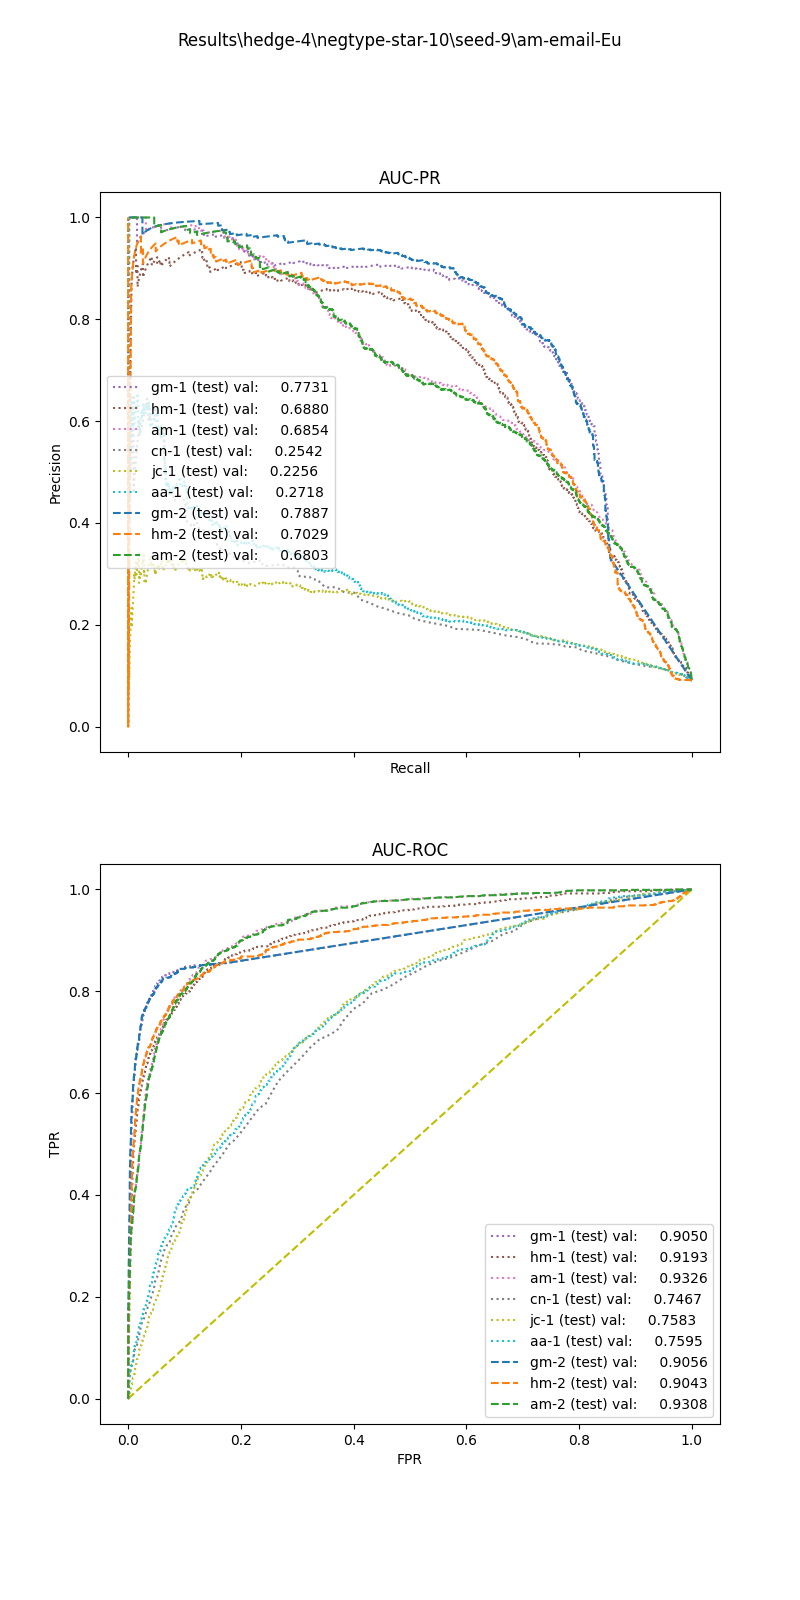 Results\hedge-4\negtype-star-10\seed-9\am-email-Eu
AUC-PR
1.0
0.8
0.6
0.4
0.2
0.0
Precision
gm-1 (test) val: 0.7731
hm-1 (test) val: 0.6880
am-1 (test) val: 0.6854
cn-1 (test) val: 0.2542
jc-1 (test) val: 0.2256
aa-1 (test) val: 0.2718
gm-2 (test) val: 0.7887
hm-2 (test) val: 0.7029
am-2 (test) val: 0.6803
Recall
AUC-ROC
1.0
0.8
0.6
0.4
0.2
0.0
TPR
gm-1 (test) val: 0.9050
hm-1 (test) val: 0.9193
am-1 (test) val: 0.9326
cn-1 (test) val: 0.7467
jc-1 (test) val: 0.7583
aa-1 (test) val: 0.7595
gm-2 (test) val: 0.9056
hm-2 (test) val: 0.9043
am-2 (test) val: 0.9308
0.0 0.2 0.4 0.6 0.8 1.0
FPR